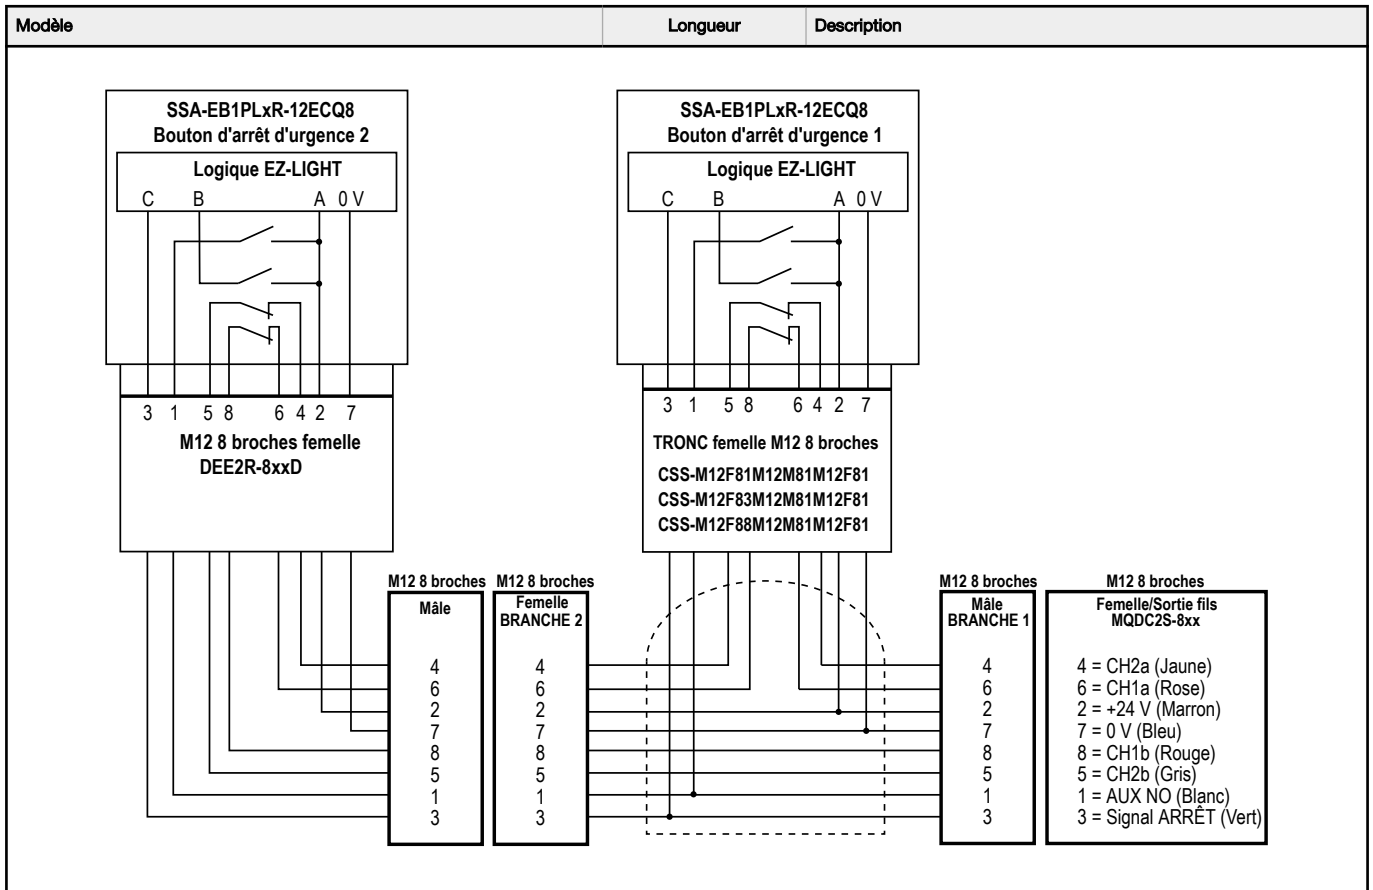 Modèle Longueur Description
SSA-EB1PLxR-12ECQ8
Bouton d'arrêt d'urgence 2
Logique EZ-LIGHT
C B A 0 V
3 1 5 8 6 4 2 7
M12 8 broches femelle
DEE2R-8xxD
SSA-EB1PLxR-12ECQ8
Bouton d'arrêt d'urgence 1
Logique EZ-LIGHT
C B A 0 V
3 1 5 8 6 4 2 7
TRONC femelle M12 8 broches
CSS-M12F81M12M81M12F81
CSS-M12F83M12M81M12F81
CSS-M12F88M12M81M12F81
M12 8 broches
Mâle
4
6
2
7
8
5
1
3
M12 8 broches
Femelle
BRANCHE 2
4
6
2
7
8
5
1
3
M12 8 broches
Mâle
BRANCHE 1
4
6
2
7
8
5
1
3
M12 8 broches
Femelle/Sortie fils
MQDC2S-8xx
4 = CH2a (Jaune)
6 = CH1a (Rose)
2 = +24 V (Marron)
7 = 0 V (Bleu)
8 = CH1b (Rouge)
5 = CH2b (Gris)
1 = AUX NO (Blanc)
3 = Signal ARRÊT (Vert)